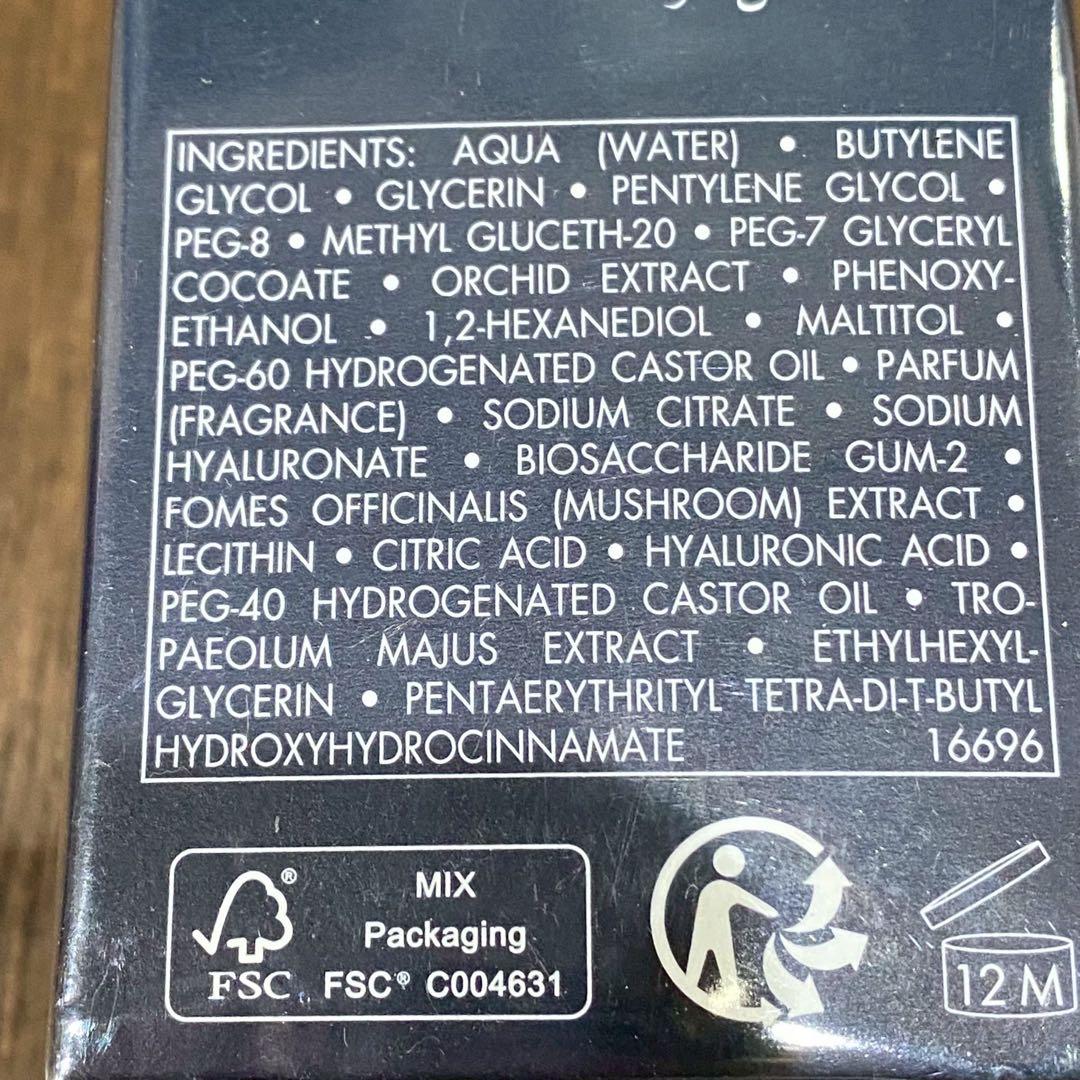 INGREDIENTS: AQUA (WATER) • BUTYLENE
GLYCOL • GLYCERIN • PENTYLENE GLYCOL •
PEG-8 • METHYL GLUCETH-20 • PEG-7 GLYCERYL
COCOATE • ORCHID EXTRACT • PHENOXY-
ETHANOL • 1,2-HEXANEDIOL • MALTITOL •
PEG-60 HYDROGENATED CASTOR OIL • PARFUM
(FRAGRANCE) • SODIUM CITRATE • SODIUM
HYALURONATE • BIOSACCHARIDE GUM-2 •
FOMES OFFICINALIS (MUSHROOM) EXTRACT •
LECITHIN • CITRIC ACID • HYALURONIC ACID •
PEG-40 HYDROGENATED CASTOR OIL • TRO-
PAEOLUM MAJUS EXTRACT • ETHYLHEXYL-
GLYCERIN • PENTAERYTHRITYL TETRA-DI-T-BUTYL
HYDROXYHYDROCINNAMATE 16696
®
FSC
MIX
Packaging
FSC® C004631
12 M